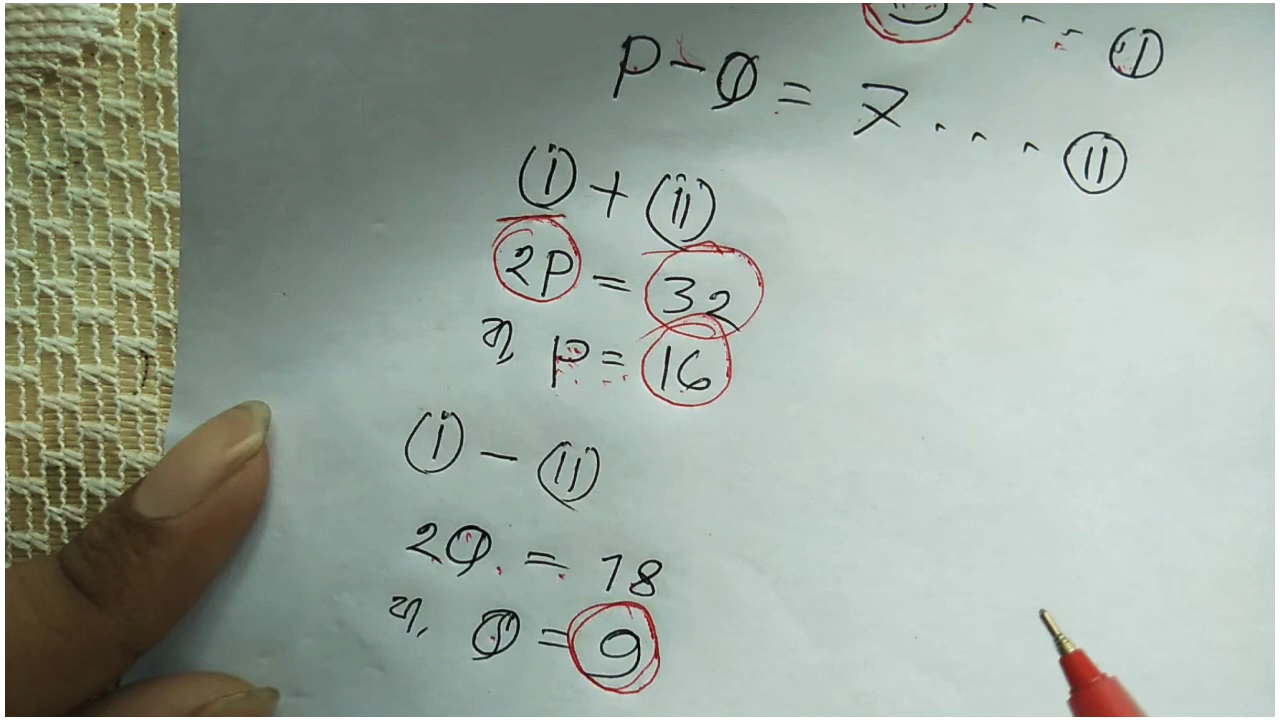 P - Q = 7 ... (ii)
(i)
(i) + (ii)
2P = 32
বা, P = 16
(i) - (ii)
2Q = 18
বা, Q = 9